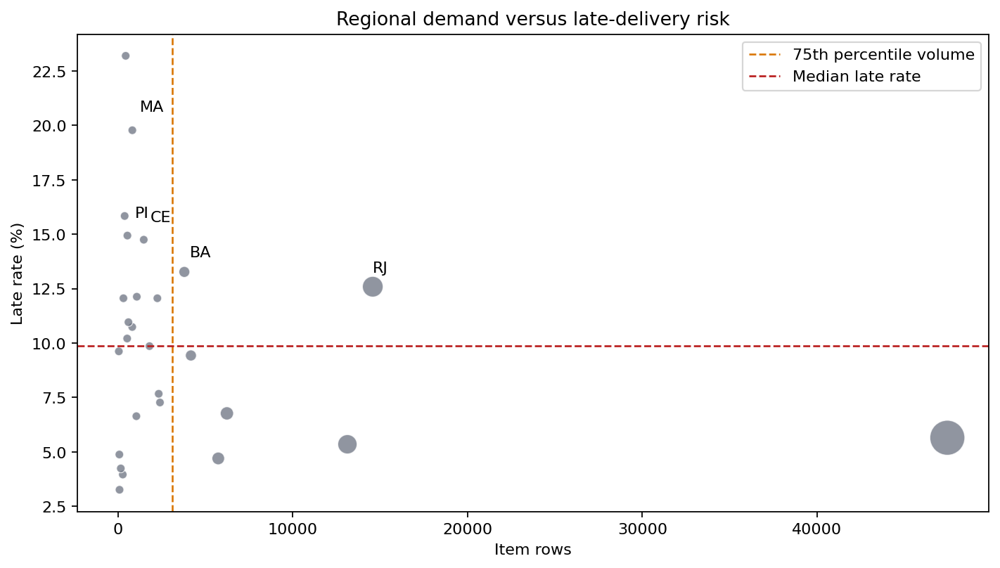 Regional demand versus late-delivery risk
75th percentile volume
Median late rate
22.5
20.0
17.5
15.0
12.5
10.0
7.5
5.0
2.5
Late rate (%)
MA
PI
CE
BA
RJ
0
10000
20000
30000
40000
Item rows